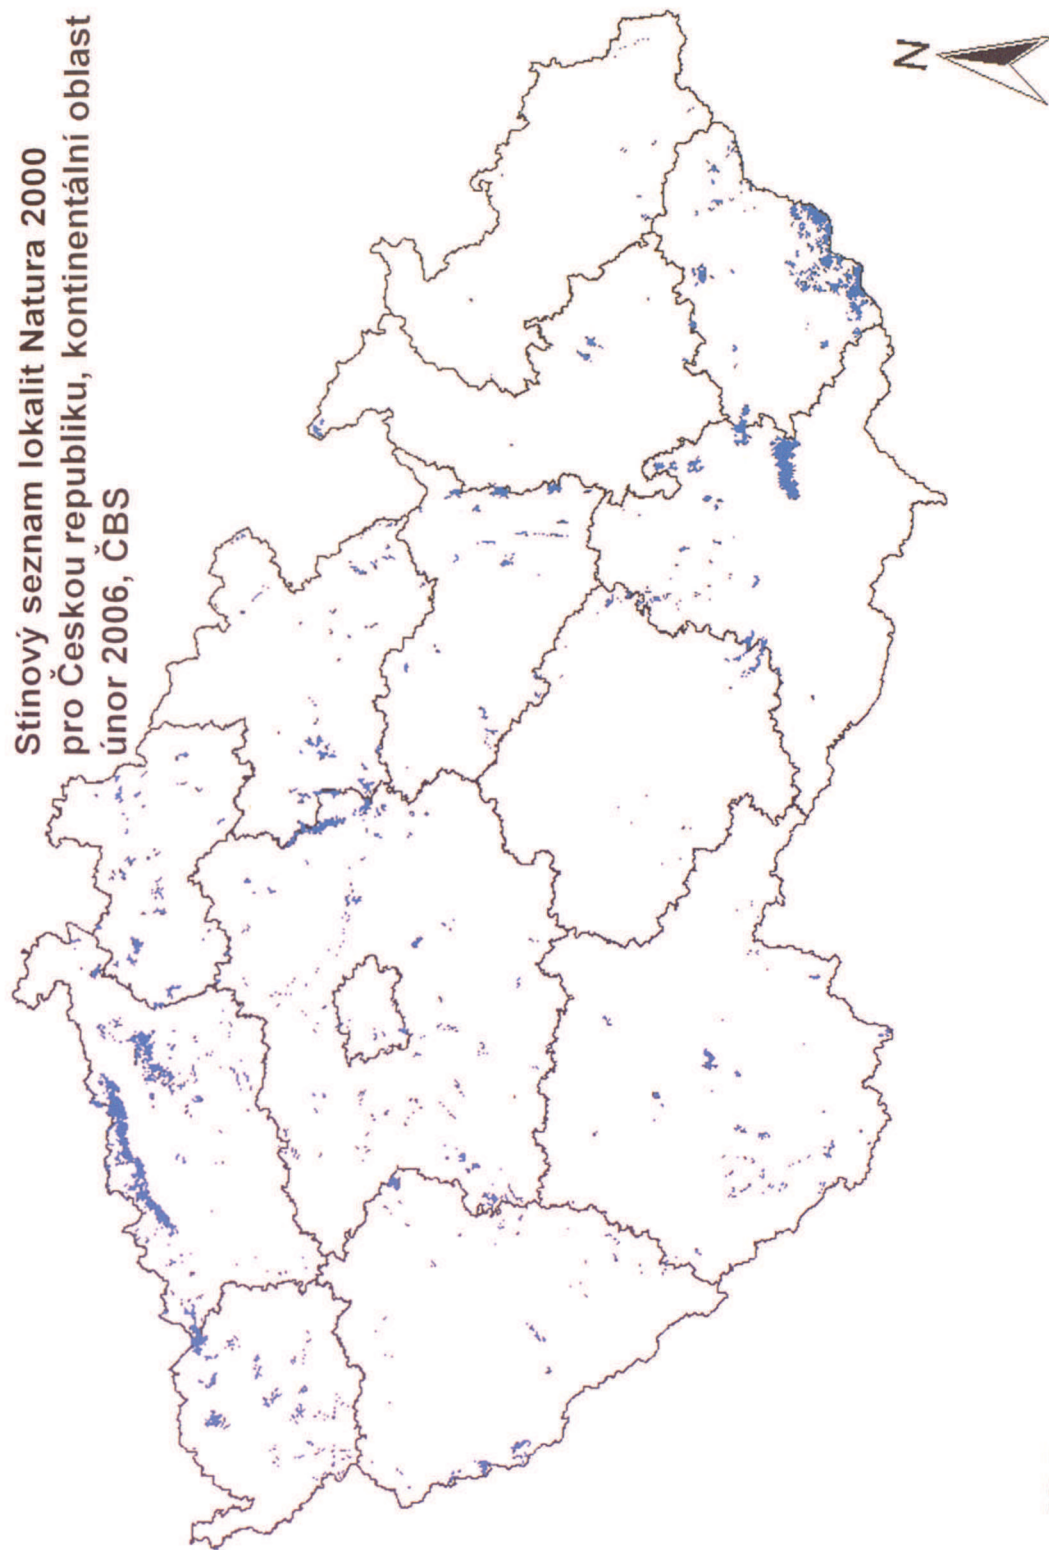 Stínový seznam lokalit Natura 2000
pro Českou republiku, kontinentální oblast
únor 2006, ČBS
N